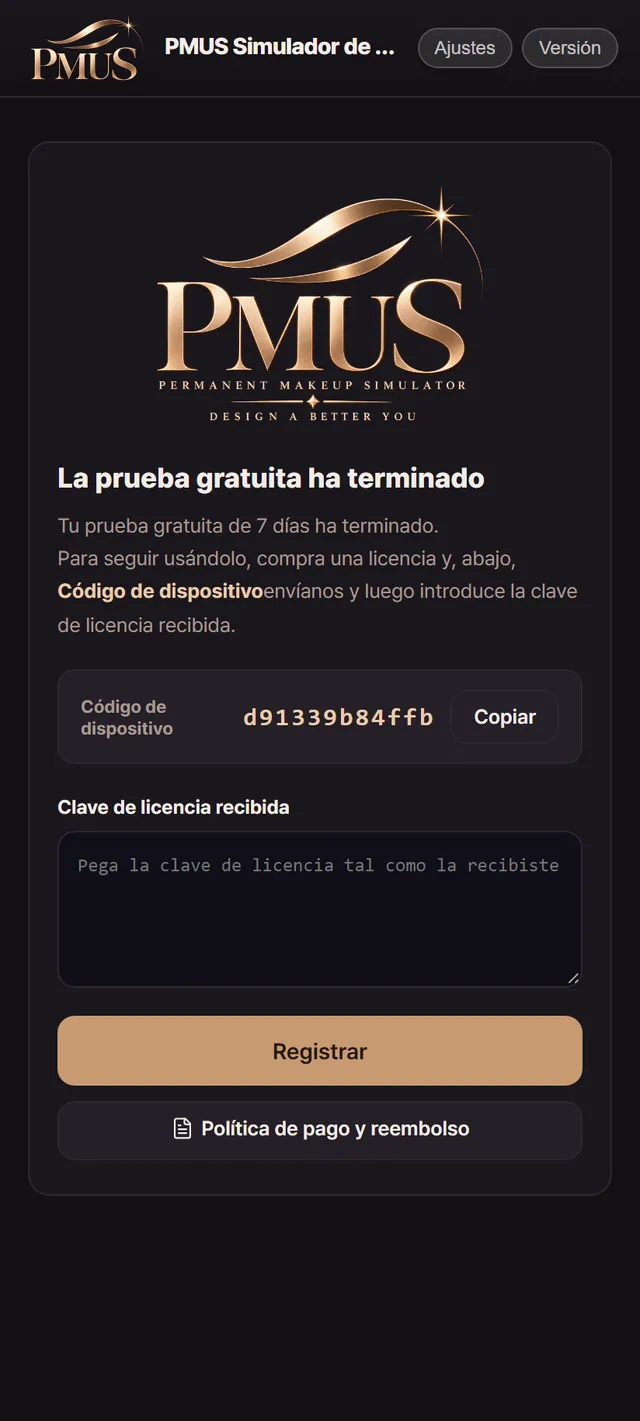 PMUS
PMUS Simulador de ...
Ajustes
Versión
PMUS
PERMANENT MAKEUP SIMULATOR
DESIGN A BETTER YOU
La prueba gratuita ha terminado
Tu prueba gratuita de 7 días ha terminado.
Para seguir usándolo, compra una licencia y, abajo,
Código de dispositivoenvíanos y luego introduce la clave
de licencia recibida.
Código de
dispositivo
d91339b84ffb
Copiar
Clave de licencia recibida
Pega la clave de licencia tal como la recibiste
Registrar
Política de pago y reembolso